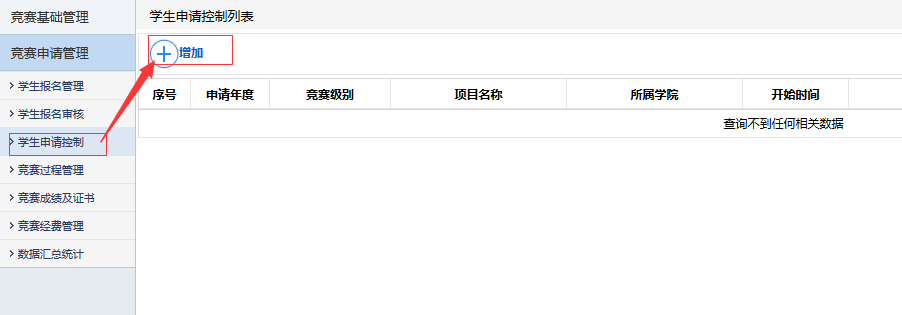 竞赛基础管理
竞赛申请管理
学生报名管理
学生报名审核
学生申请控制
竞赛过程管理
竞赛成绩及证书
竞赛经费管理
数据汇总统计
学生申请控制列表
增加
序号 申请年度 竞赛级别 项目名称 所属学院 开始时间
查询不到任何相关数据